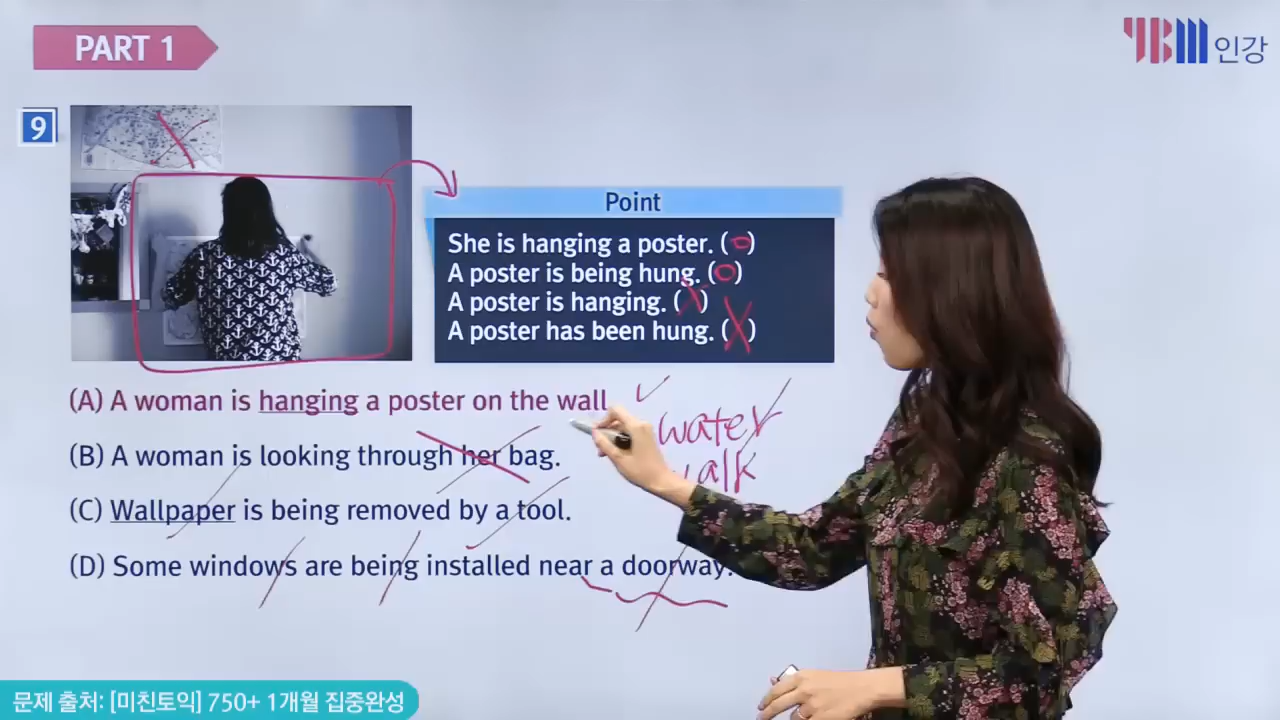 PART 1
YBM 인강
9
Point
She is hanging a poster. (O)
A poster is being hung. (O)
A poster is hanging. (X)
A poster has been hung. (X)
(A) A woman is hanging a poster on the wall
water
(B) A woman is looking through her bag.
walk
(C) Wallpaper is being removed by a tool.
(D) Some windows are being installed near a doorway.
문제 출처: [미친토익] 750+ 1개월 집중완성